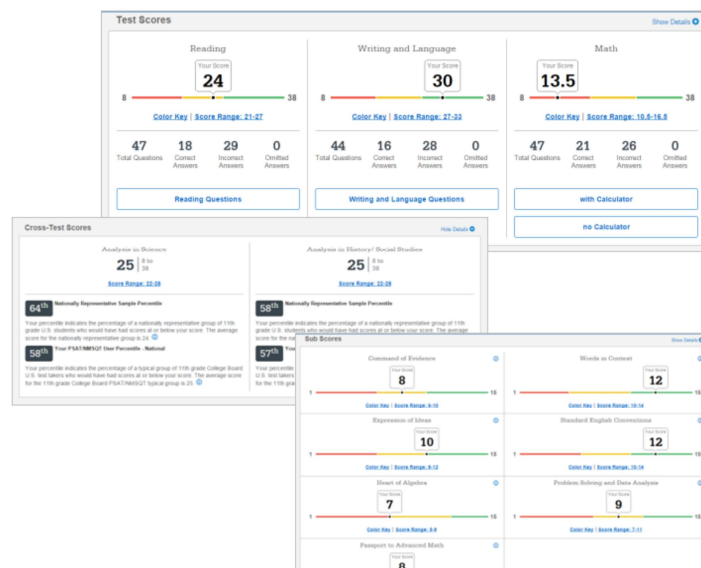 Test Scores
Show Details
Reading
Writing and Language
Math
Your Score
24
Your Score
30
Your Score
13.5
8
38
8
38
8
38
Color Key | Score Range: 21-27
Color Key | Score Range: 27-33
Color Key | Score Range: 10.5-16.5
47 18 29 0
Total Questions Correct Answers Incorrect Answers Omitted Answers
44 16 28 0
Total Questions Correct Answers Incorrect Answers Omitted Answers
47 21 26 0
Total Questions Correct Answers Incorrect Answers Omitted Answers
Reading Questions
Writing and Language Questions
with Calculator
no Calculator
Cross-Test Scores
Hide Details
Analysis in Science
25 | 8 to 38
Score Range: 22-28
64th Nationally Representative Sample Percentile
Your percentile indicates the percentage of a nationally representative group of 11th
grade U.S. students who would have had scores at or below your score. The average
score for the nationally representative group is 24.
58th Your PSAT/NMSQT User Percentile - National
Your percentile indicates the percentage of a typical group of 11th grade College Board
U.S. test takers who would have had scores at or below your score. The average score
for the 11th grade College Board PSAT/NMSQT typical group is 25.
Analysis in History/ Social Studies
25 | 8 to 38
Score Range: 22-28
58th Nationally Representative Sample Percentile
Your percentile indicates the percentage of a nationally representative group of 11th
grade U.S. students who would have had scores at or below your score. The average
score for the
57th
Your percentile
U.S. test takers
for the 11th
Sub Scores
Show Details
Command of Evidence
Your Score
8
1
15
Color Key | Score Range:
Words in Context
Your Score
12
1
15
Color Key | Score Range: 10-14
Expression of Ideas
Your Score
10
1
15
Color Key | Score Range:
Standard English Conventions
Your Score
12
1
15
Color Key | Score Range: 10-14
Heart of Algebra
Your Score
7
1
15
Color Key | Score Range:
Problem Solving and Data Analysis
Your Score
9
1
15
Color Key | Score Range: 7-11
Passport to Advanced Math
Your Score
8